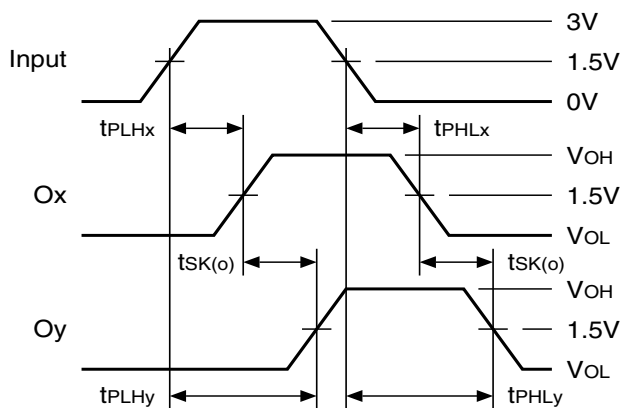 3V
Input
1.5V
0V
tPLHx
tPHLx
VOH
Ox
1.5V
VOL
tSK(o)
tSK(o)
VOH
Oy
1.5V
VOL
tPLHy
tPHLy